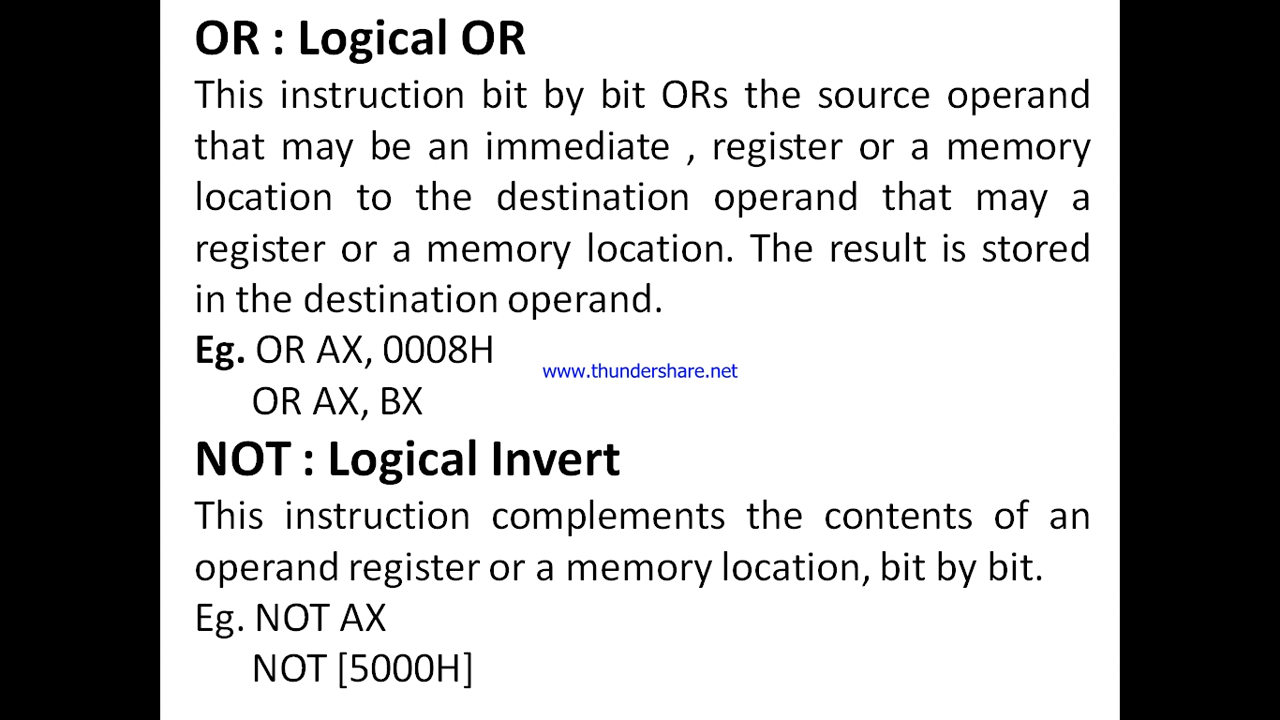 OR : Logical OR
This instruction bit by bit ORs the source operand
that may be an immediate , register or a memory
location to the destination operand that may a
register or a memory location. The result is stored
in the destination operand.
Eg. OR AX, 0008H
www.thundershare.net
OR AX, BX
NOT : Logical Invert
This instruction complements the contents of an
operand register or a memory location, bit by bit.
Eg. NOT AX
NOT [5000H]